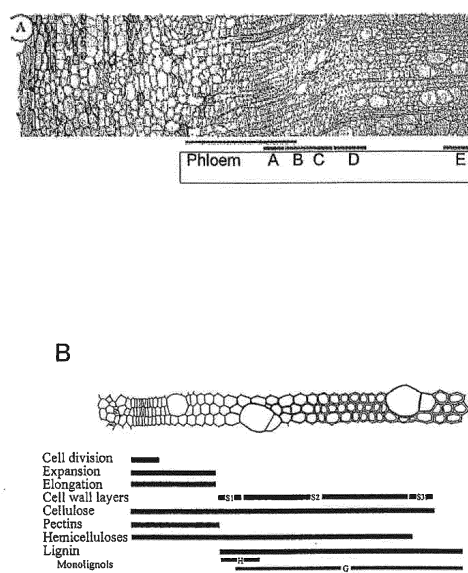 A
Phloem A B C D E
B
Cell division
Expansion
Elongation
Cell wall layers S1 S2 S3
Cellulose
Pectins
Hemicelluloses
Lignin
Monolignols H
G